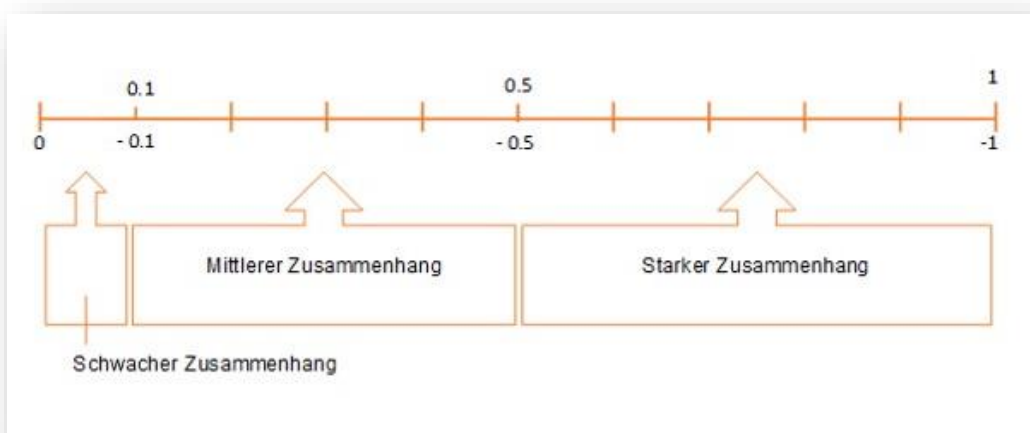 0.1 0.5 1
0 - 0.1 - 0.5 -1
Mittlerer Zusammenhang Starker Zusammenhang
Schwacher Zusammenhang